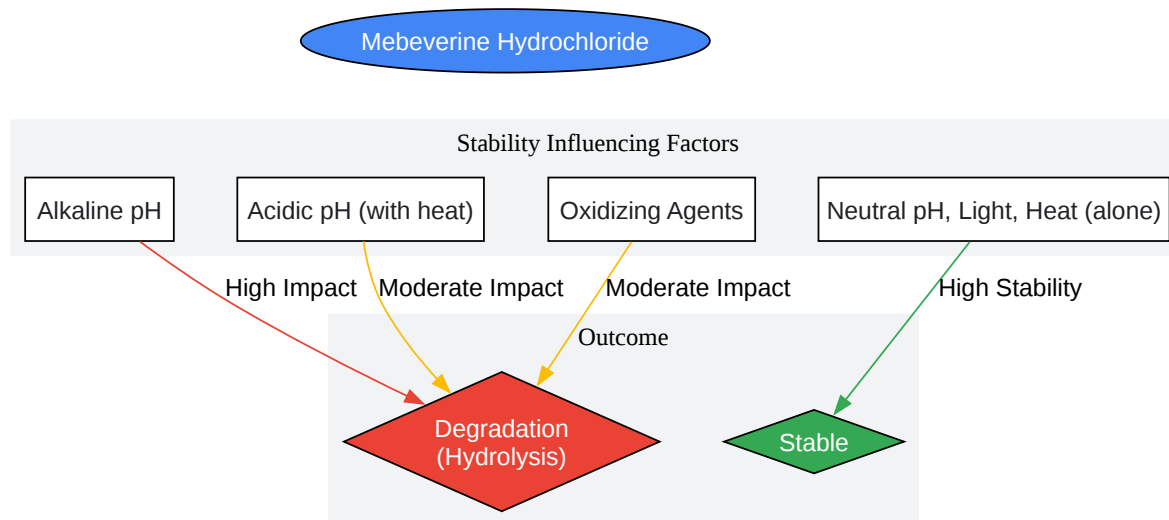 Mebeverine Hydrochloride
Stability Influencing Factors
Alkaline pH
Acidic pH (with heat)
Oxidizing Agents
Neutral pH, Light, Heat (alone)
High Impact
Moderate Impact
Moderate Impact
High Stability
Outcome
Degradation
(Hydrolysis)
Stable